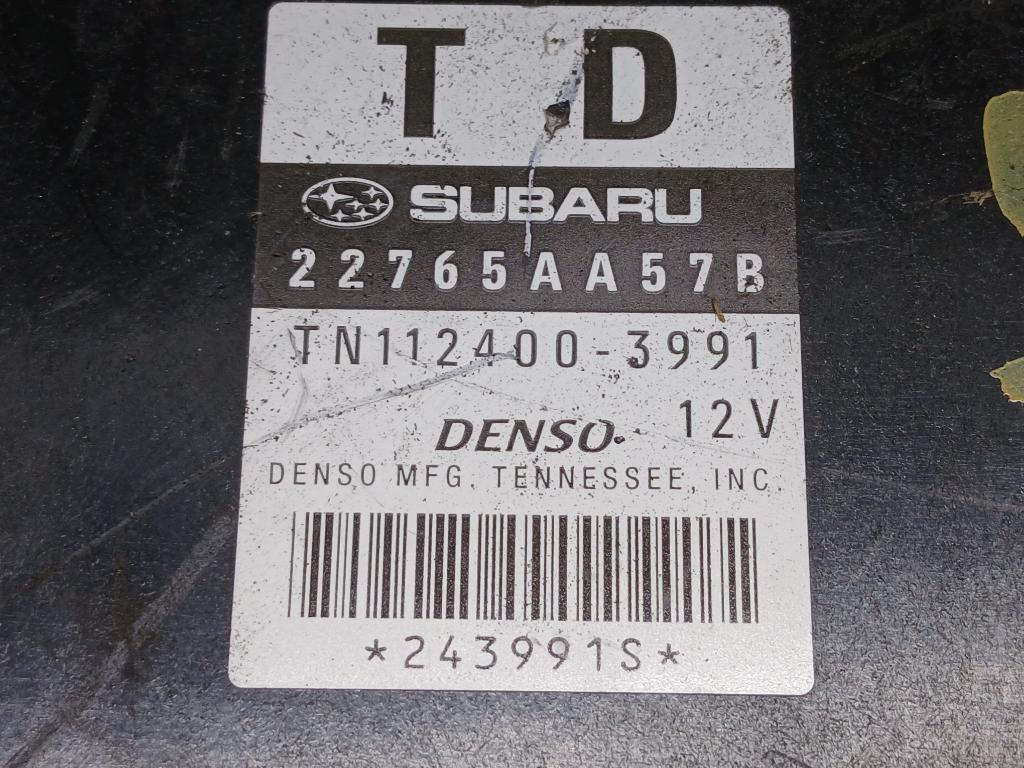 T D
SUBARU
22765AA57B
TN112400-3991
DENSO 12V
DENSO MFG. TENNESSEE, INC.
*243991S*